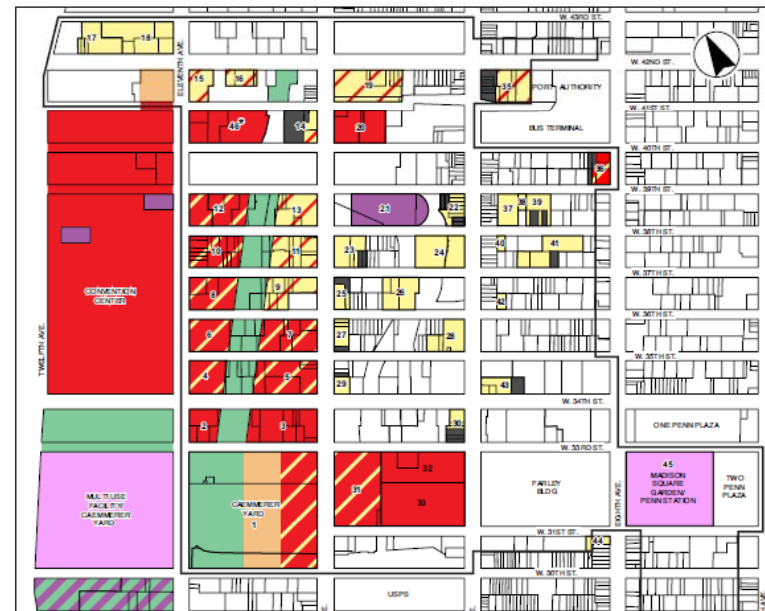 W. 43RD ST.
17
18
ELEVENTH AVE.
W. 42ND ST.
15
16
19
35
PORT AUTHORITY
W. 41ST ST.
46*
14
20
BUS TERMINAL
W. 40TH ST.
36
W. 39TH ST.
12
13
21
22
37
38
39
W. 38TH ST.
10
11
23
24
40
41
W. 37TH ST.
CONVENTION
CENTER
8
9
25
26
42
W. 36TH ST.
TWELFTH AVE.
6
7
27
28
W. 35TH ST.
4
5
29
43
W. 34TH ST.
2
3
30
ONE PENN PLAZA
W. 33RD ST.
MULTI USE
FACILITY/
CAEMMERER
YARD
CAEMMERER
YARD
1
31
32
33
FARLEY
BLDG
EIGHTH AVE.
45
MADISON
SQUARE
GARDEN/
PENN STATION
TWO
PENN
PLAZA
W. 31ST ST.
44
W. 30TH ST.
USPS